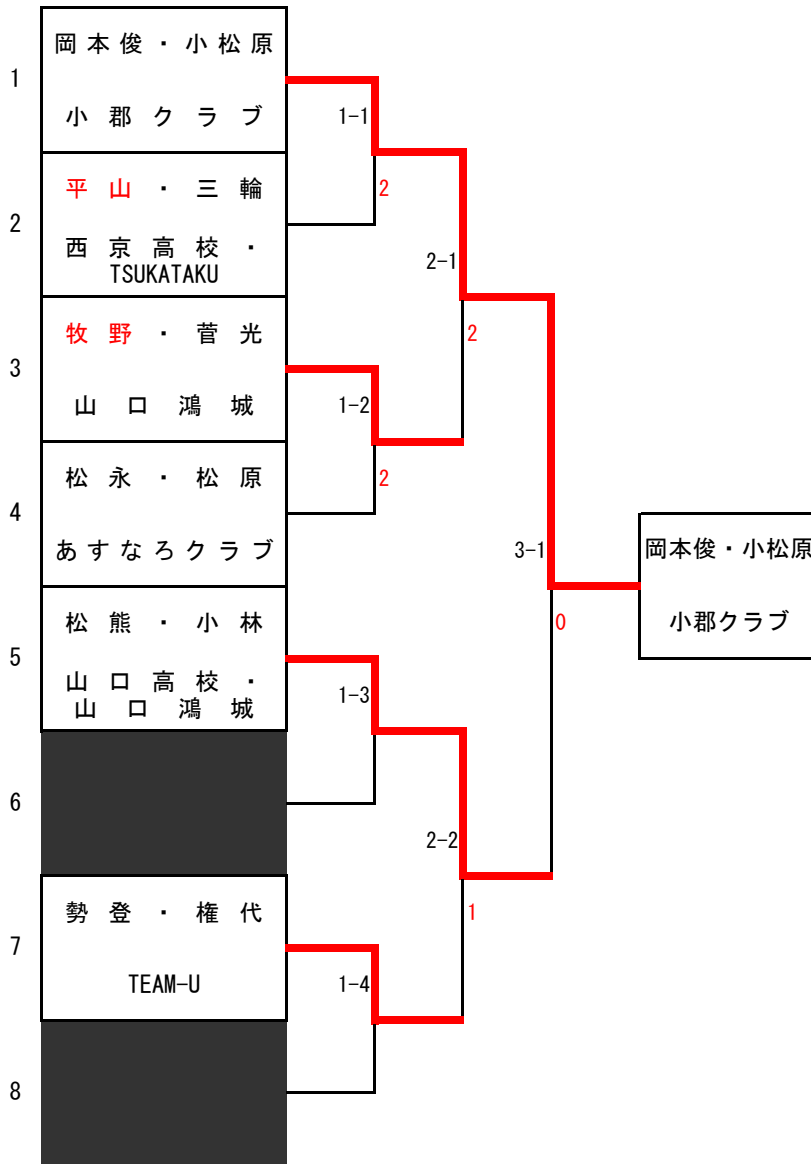 1
岡本俊・小松原
小郡クラブ
2
平山・三輪
西京高校・
TSUKATAKU
3
牧野・菅光
山口鴻城
4
松永・松原
あすなろクラブ
5
松熊・小林
山口高校・
山口鴻城
6
7
勢登・権代
TEAM-U
8
1-1
2
1-2
2
1-3
1-4
2-1
2
2-2
1
3-1
0
岡本俊・小松原
小郡クラブ